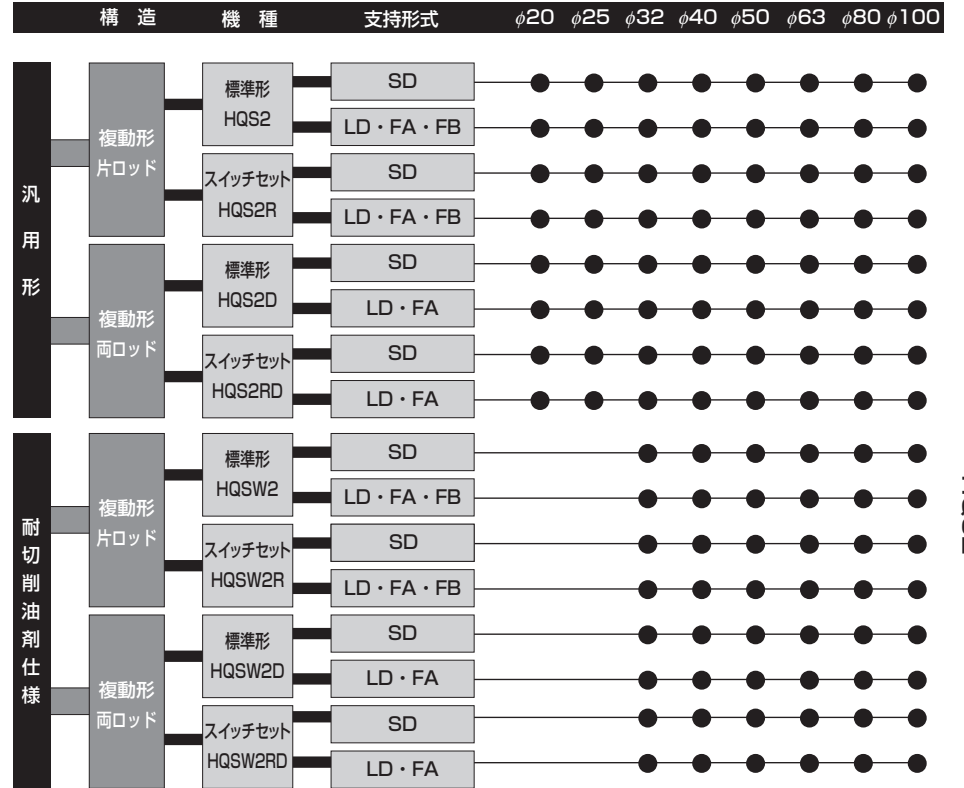 構 造 機 種 支持形式 φ20 φ25 φ32 φ40 φ50 φ63 φ80 φ100
汎用形
複動形
片ロッド
標準形
HQS2
SD
LD・FA・FB
スイッチセット
HQS2R
SD
LD・FA・FB
複動形
両ロッド
標準形
HQS2D
SD
LD・FA
スイッチセット
HQS2RD
SD
LD・FA
耐切削油剤仕様
複動形
片ロッド
標準形
HQSW2
SD
LD・FA・FB
スイッチセット
HQSW2R
SD
LD・FA・FB
複動形
両ロッド
標準形
HQSW2D
SD
LD・FA
スイッチセット
HQSW2RD
SD
LD・FA